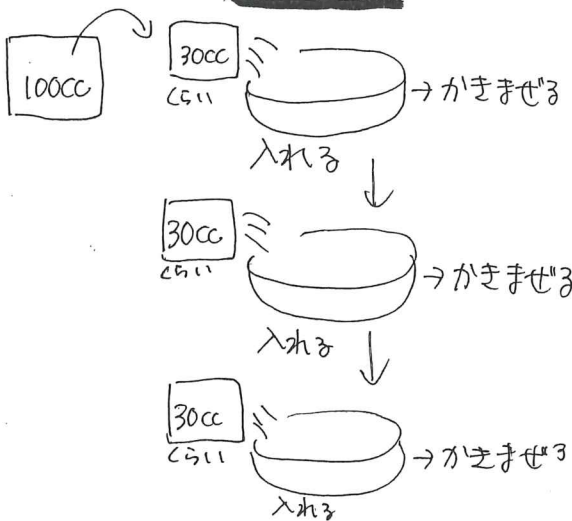 100cc
30cc
くらい
入れる
→かきまぜる
30cc
くらい
入れる
→かきまぜる
30cc
くらい
入れる
→かきまぜる